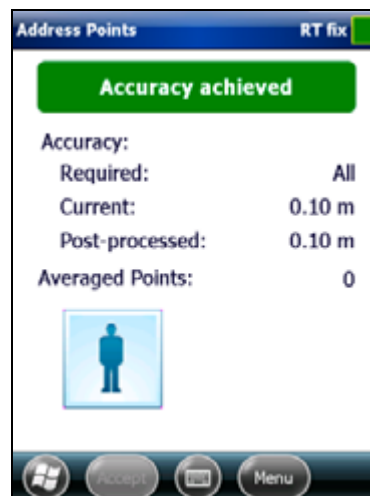 Address Points RT fix
Accuracy achieved
Accuracy:
Required: All
Current: 0.10 m
Post-processed: 0.10 m
Averaged Points: 0
Accept Menu